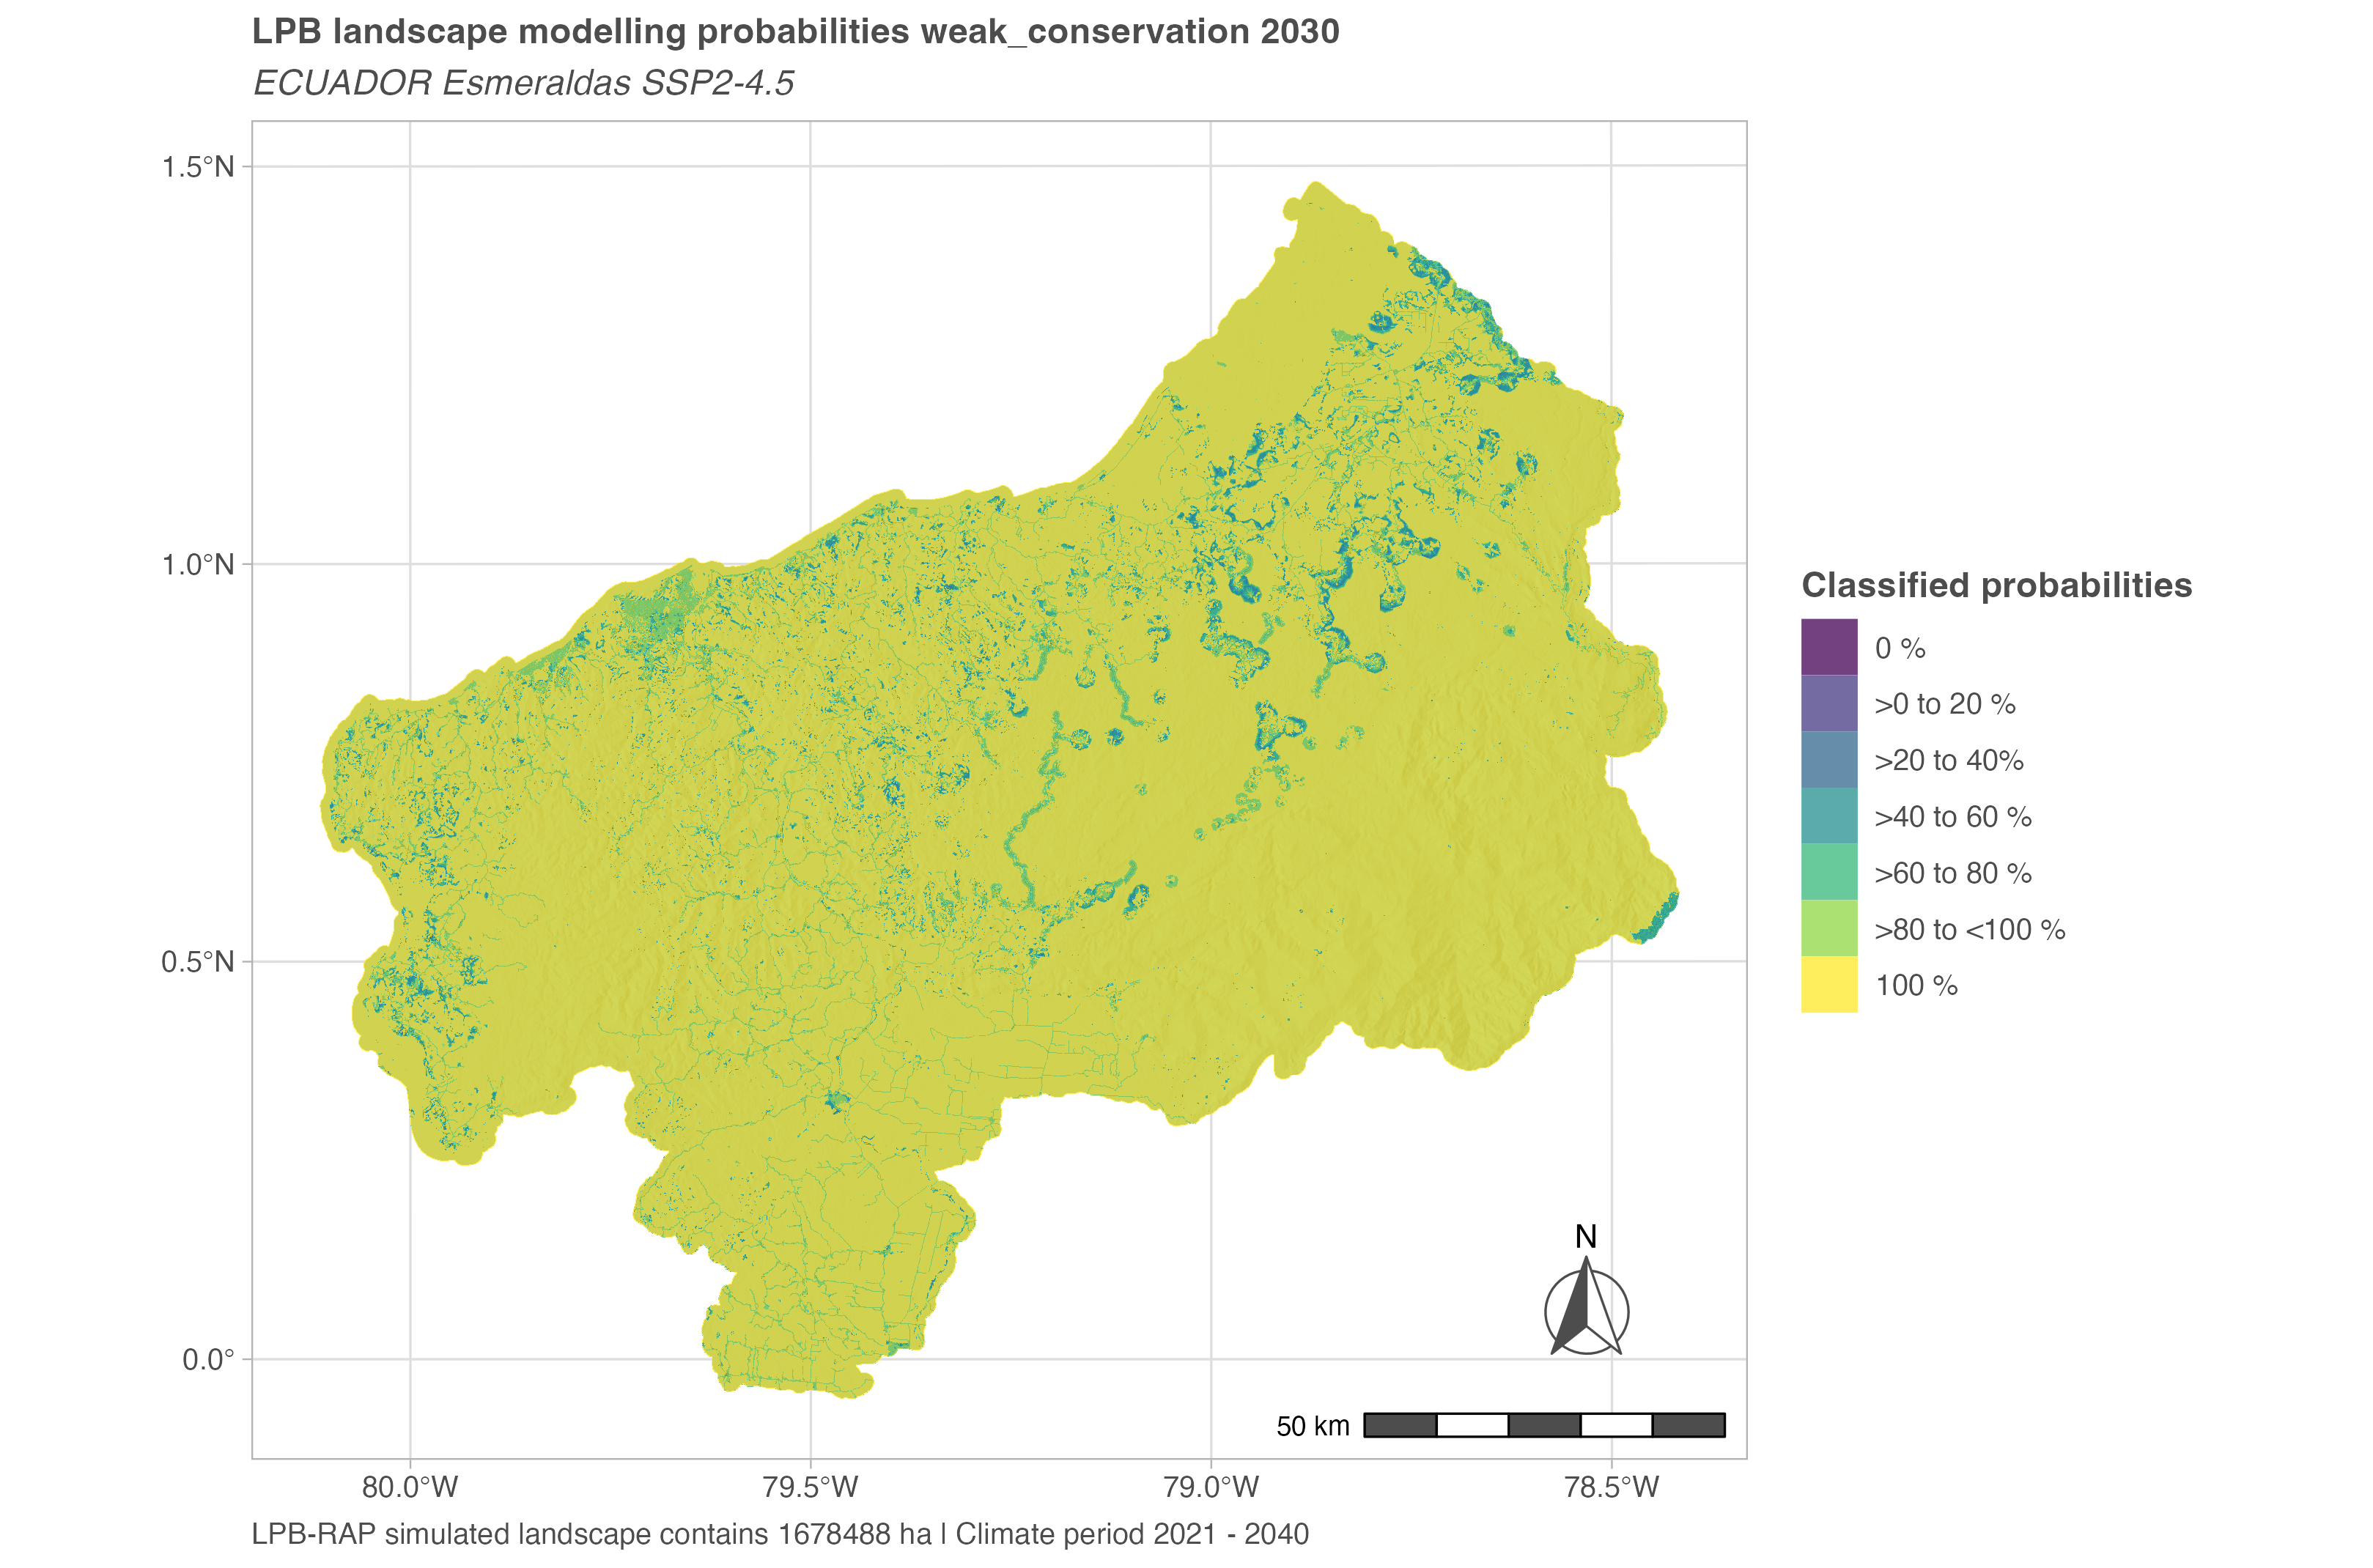 LPB landscape modelling probabilities weak_conservation 2030
ECUADOR Esmeraldas SSP2-4.5
1.5°N
1.0°N
0.5°N
0.0°
80.0°W
79.5°W
79.0°W
78.5°W
N
50 km
Classified probabilities
0 %
>0 to 20 %
>20 to 40%
>40 to 60 %
>60 to 80 %
>80 to <100 %
100 %
LPB-RAP simulated landscape contains 1678488 ha | Climate period 2021 - 2040